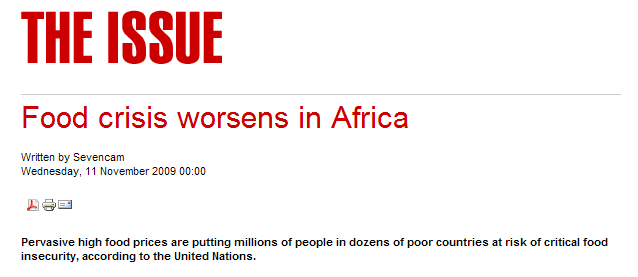 THE ISSUE
Food crisis worsens in Africa
Written by Sevencam
Wednesday, 11 November 2009 00:00
Pervasive high food prices are putting millions of people in dozens of poor countries at risk of critical food
insecurity, according to the United Nations.